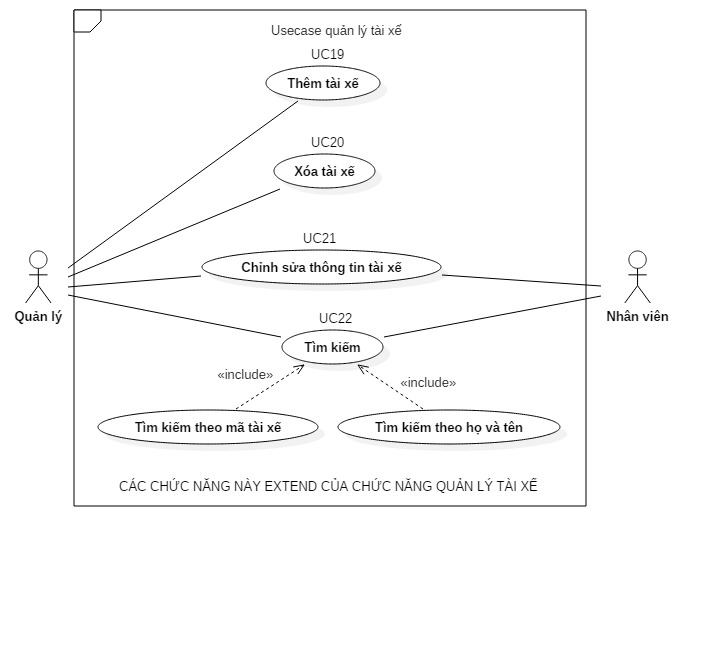 Usecase quản lý tài xế
UC19
Thêm tài xế
UC20
Xóa tài xế
UC21
Chỉnh sửa thông tin tài xế
UC22
Tìm kiếm
Quản lý
Nhân viên
«include»
«include»
Tìm kiếm theo mã tài xế
Tìm kiếm theo họ và tên
CÁC CHỨC NĂNG NÀY EXTEND CỦA CHỨC NĂNG QUẢN LÝ TÀI XẾ